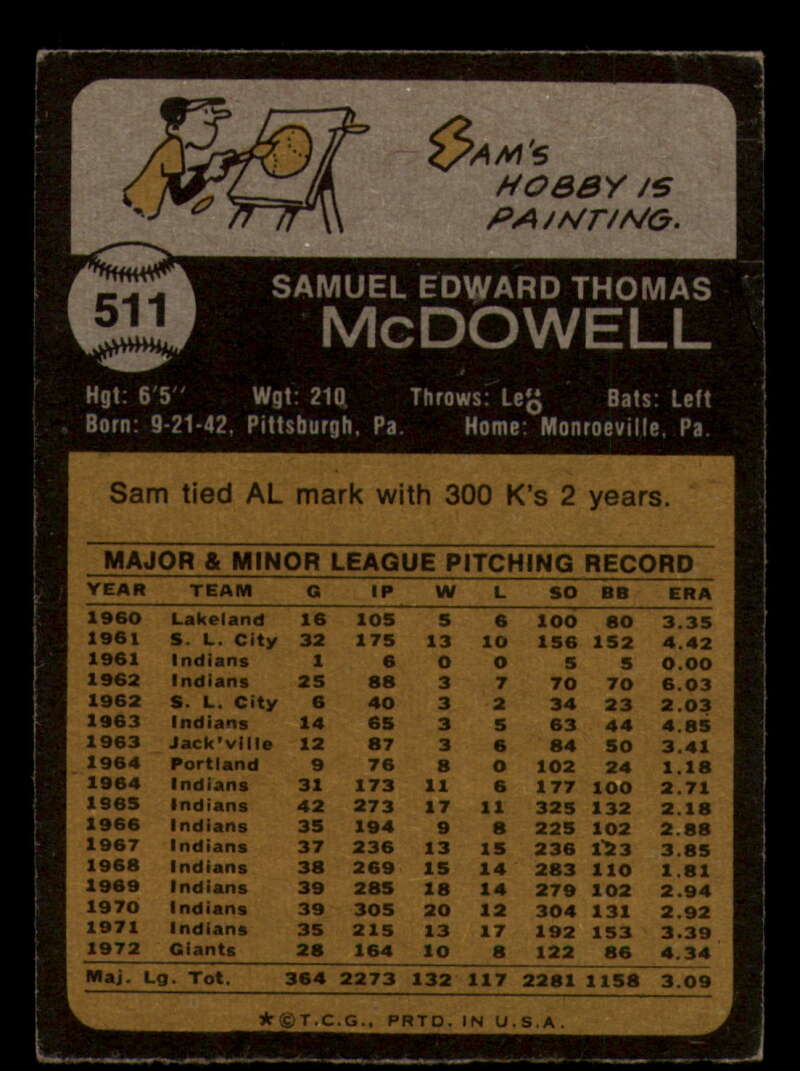 SAM'S
HOBBY IS
PAINTING.
511
SAMUEL EDWARD THOMAS
McDOWELL
Hgt: 6'5" Wgt: 210 Throws: Left Bats: Left
Born: 9-21-42, Pittsburgh, Pa. Home: Monroeville, Pa.
Sam tied AL mark with 300 K's 2 years.
MAJOR & MINOR LEAGUE PITCHING RECORD
YEAR TEAM G IP W L SO BB ERA
1960 Lakeland 16 105 5 6 100 80 3.35
1961 S. L. City 32 175 13 10 156 152 4.42
1961 Indians 1 6 0 0 5 5 0.00
1962 Indians 25 88 3 7 70 70 6.03
1962 S. L. City 6 40 3 2 34 23 2.03
1963 Indians 14 65 3 5 63 44 4.85
1963 Jack'ville 12 87 3 6 84 50 3.41
1964 Portland 9 76 8 0 102 24 1.18
1964 Indians 31 173 11 6 177 100 2.71
1965 Indians 42 273 17 11 325 132 2.18
1966 Indians 35 194 9 8 225 102 2.88
1967 Indians 37 236 13 15 236 123 3.85
1968 Indians 38 269 15 14 283 110 1.81
1969 Indians 39 285 18 14 279 102 2.94
1970 Indians 39 305 20 12 304 131 2.92
1971 Indians 35 215 13 17 192 153 3.39
1972 Giants 28 164 10 8 122 86 4.34
Maj. Lg. Tot. 364 2273 132 117 2281 1158 3.09
★©T.C.G., PRTD. IN U.S.A.